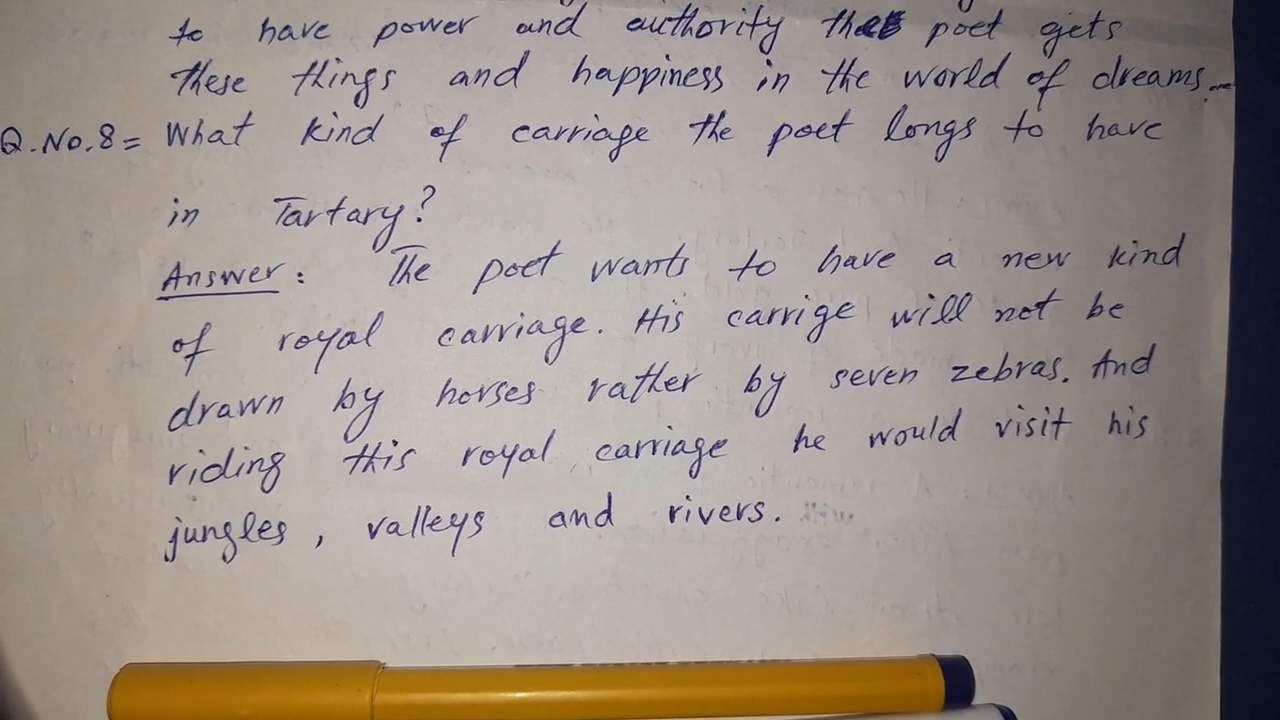 to have power and authority the poet gets
these things and happiness in the world of dreams.
Q.No.8= What kind of carriage the poet longs to have
in Tartary?
Answer: The poet wants to have a new kind
of royal carriage. His carrige will not be
drawn by horses rather by seven zebras. And
riding this royal carriage he would visit his
jungles, valleys and rivers.